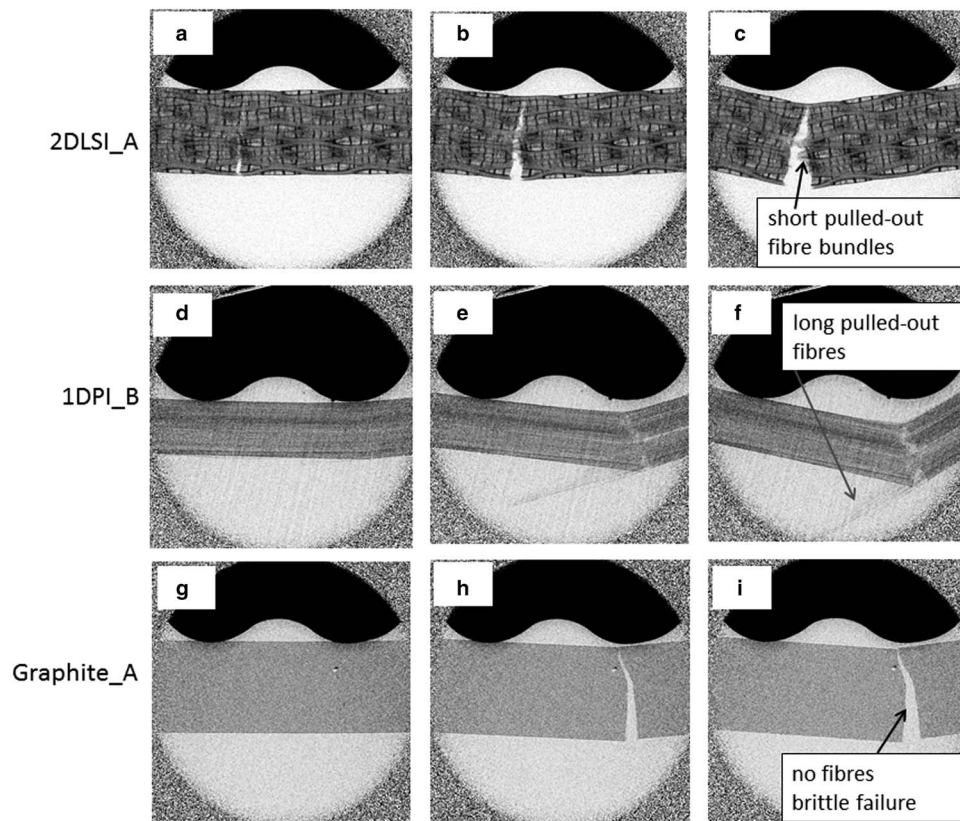 a
b
c
2DLSI_A
short pulled-out
fibre bundles
d
e
f
long pulled-out
fibres
1DPI_B
g
h
i
Graphite_A
no fibres
brittle failure